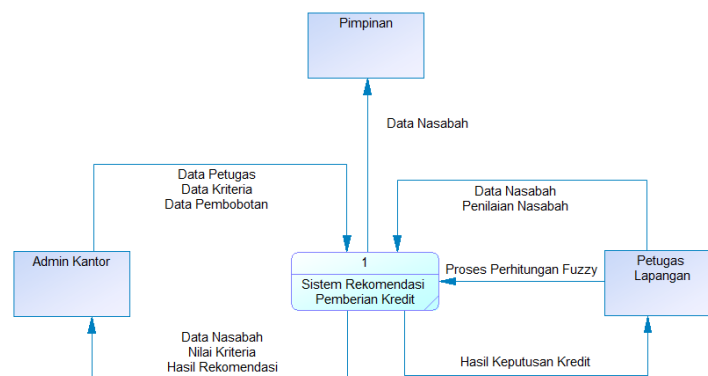 Pimpinan
Data Nasabah
Data Petugas
Data Kriteria
Data Pembobotan
Data Nasabah
Penilaian Nasabah
Admin Kantor
1
Sistem Rekomendasi
Pemberian Kredit
Proses Perhitungan Fuzzy
Petugas
Lapangan
Data Nasabah
Nilai Kriteria
Hasil Rekomendasi
Hasil Keputusan Kredit